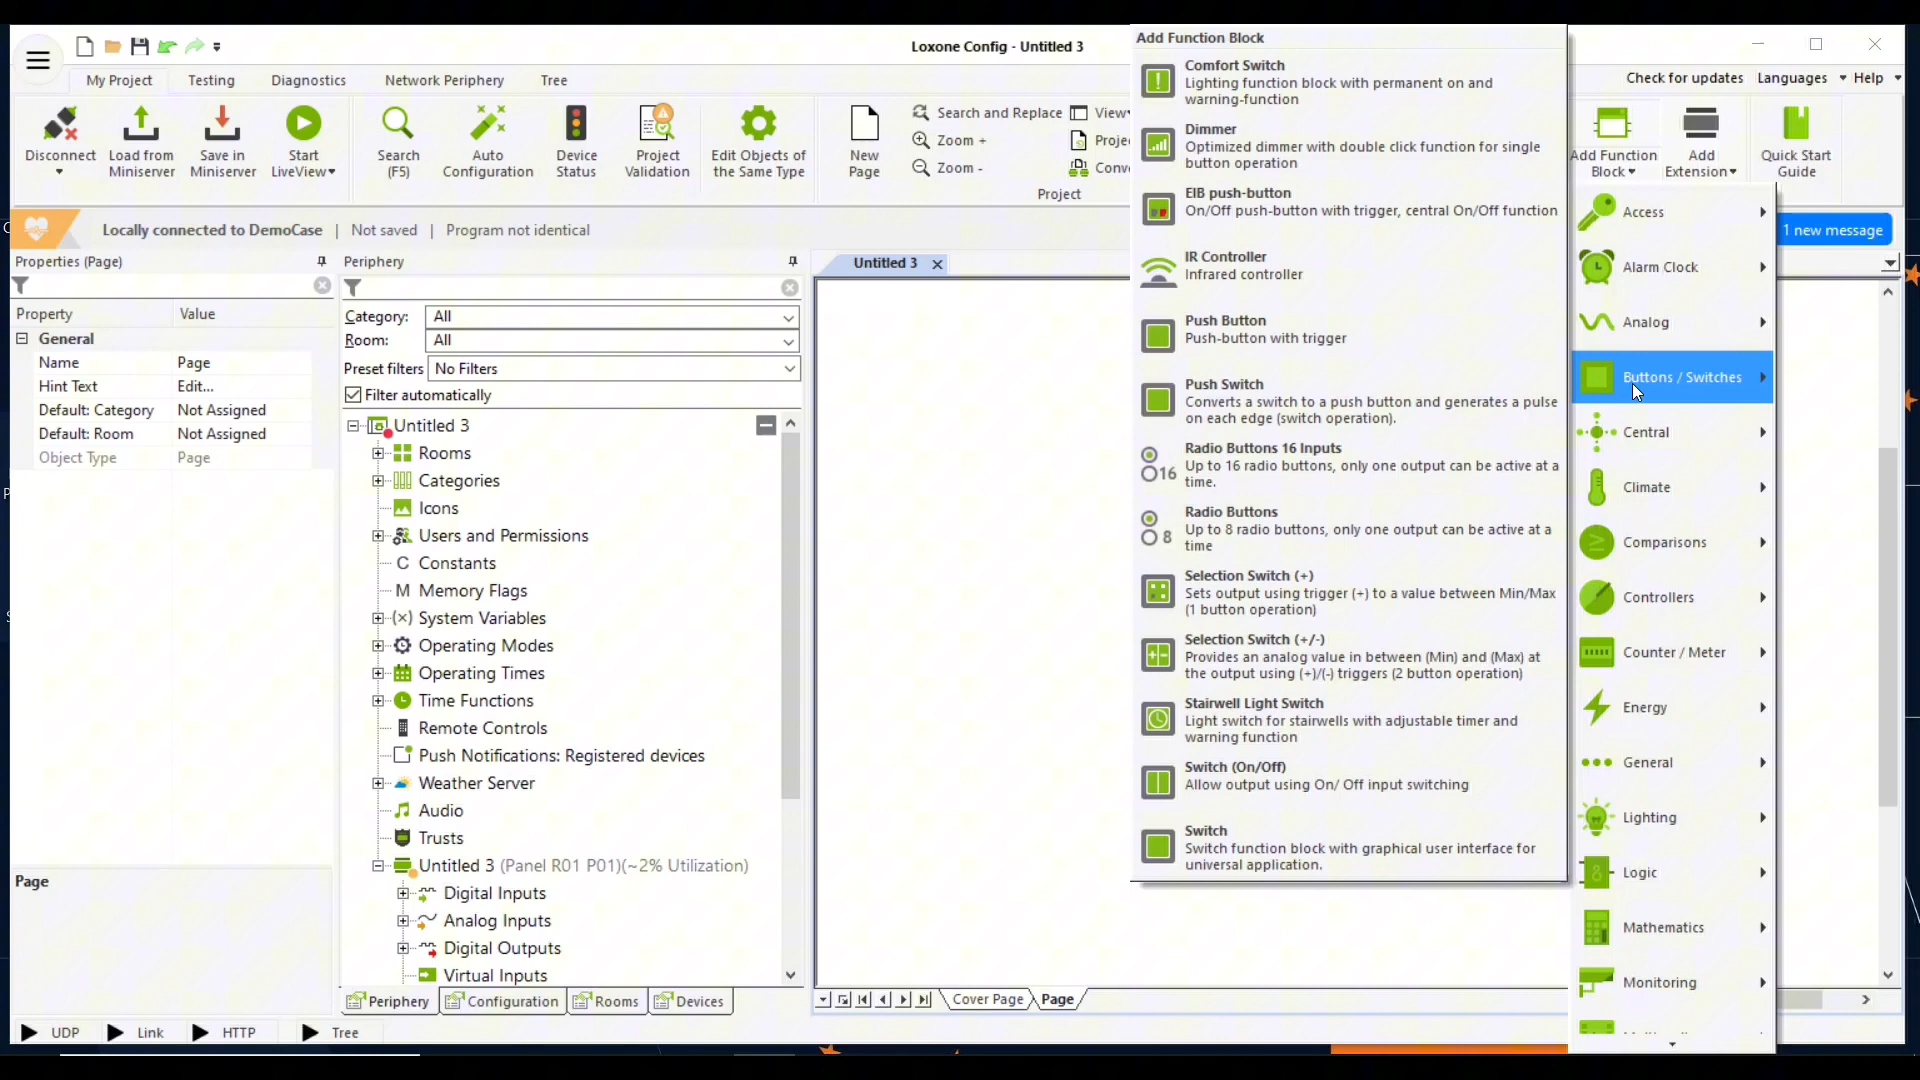 Loxone Config - Untitled 3
My Project
Testing
Diagnostics
Network Periphery
Tree
Check for updates
Languages
Help
Disconnect
Load from
Miniserver
Save in
Miniserver
Start
LiveView
Search
(F5)
Auto
Configuration
Device
Status
Project
Validation
Edit Objects of
the Same Type
New
Page
Search and Replace
Zoom +
Zoom -
Project
Add Function
Block
Add
Extension
Quick Start
Guide
Locally connected to DemoCase | Not saved | Program not identical
1 new message
Properties (Page)
Property
Value
General
Name
Page
Hint Text
Edit...
Default: Category
Not Assigned
Default: Room
Not Assigned
Object Type
Page
Page
Periphery
Category:
All
Room:
All
Preset filters
No Filters
Filter automatically
Untitled 3
Rooms
Categories
Icons
Users and Permissions
C Constants
M Memory Flags
(x) System Variables
Operating Modes
Operating Times
Time Functions
Remote Controls
Push Notifications: Registered devices
Weather Server
Audio
Trusts
Untitled 3 (Panel R01 P01)(~2% Utilization)
Digital Inputs
Analog Inputs
Digital Outputs
Virtual Inputs
Periphery
Configuration
Rooms
Devices
Untitled 3
Cover Page
Page
UDP
Link
HTTP
Tree
Add Function Block
Comfort Switch
Lighting function block with permanent on and
warning-function
Dimmer
Optimized dimmer with double click function for single
button operation
EIB push-button
On/Off push-button with trigger, central On/Off function
IR Controller
Infrared controller
Push Button
Push-button with trigger
Push Switch
Converts a switch to a push button and generates a pulse
on each edge (switch operation).
16
Radio Buttons 16 Inputs
Up to 16 radio buttons, only one output can be active at a
time.
8
Radio Buttons
Up to 8 radio buttons, only one output can be active at a
time
Selection Switch (+)
Sets output using trigger (+) to a value between Min/Max
(1 button operation)
Selection Switch (+/-)
Provides an analog value in between (Min) and (Max) at
the output using (+)/(-) triggers (2 button operation)
Stairwell Light Switch
Light switch for stairwells with adjustable timer and
warning function
Switch (On/Off)
Allow output using On/ Off input switching
Switch
Switch function block with graphical user interface for
universal application.
Access
Alarm Clock
Analog
Buttons / Switches
Central
Climate
Comparisons
Controllers
Counter / Meter
Energy
General
Lighting
Logic
Mathematics
Monitoring